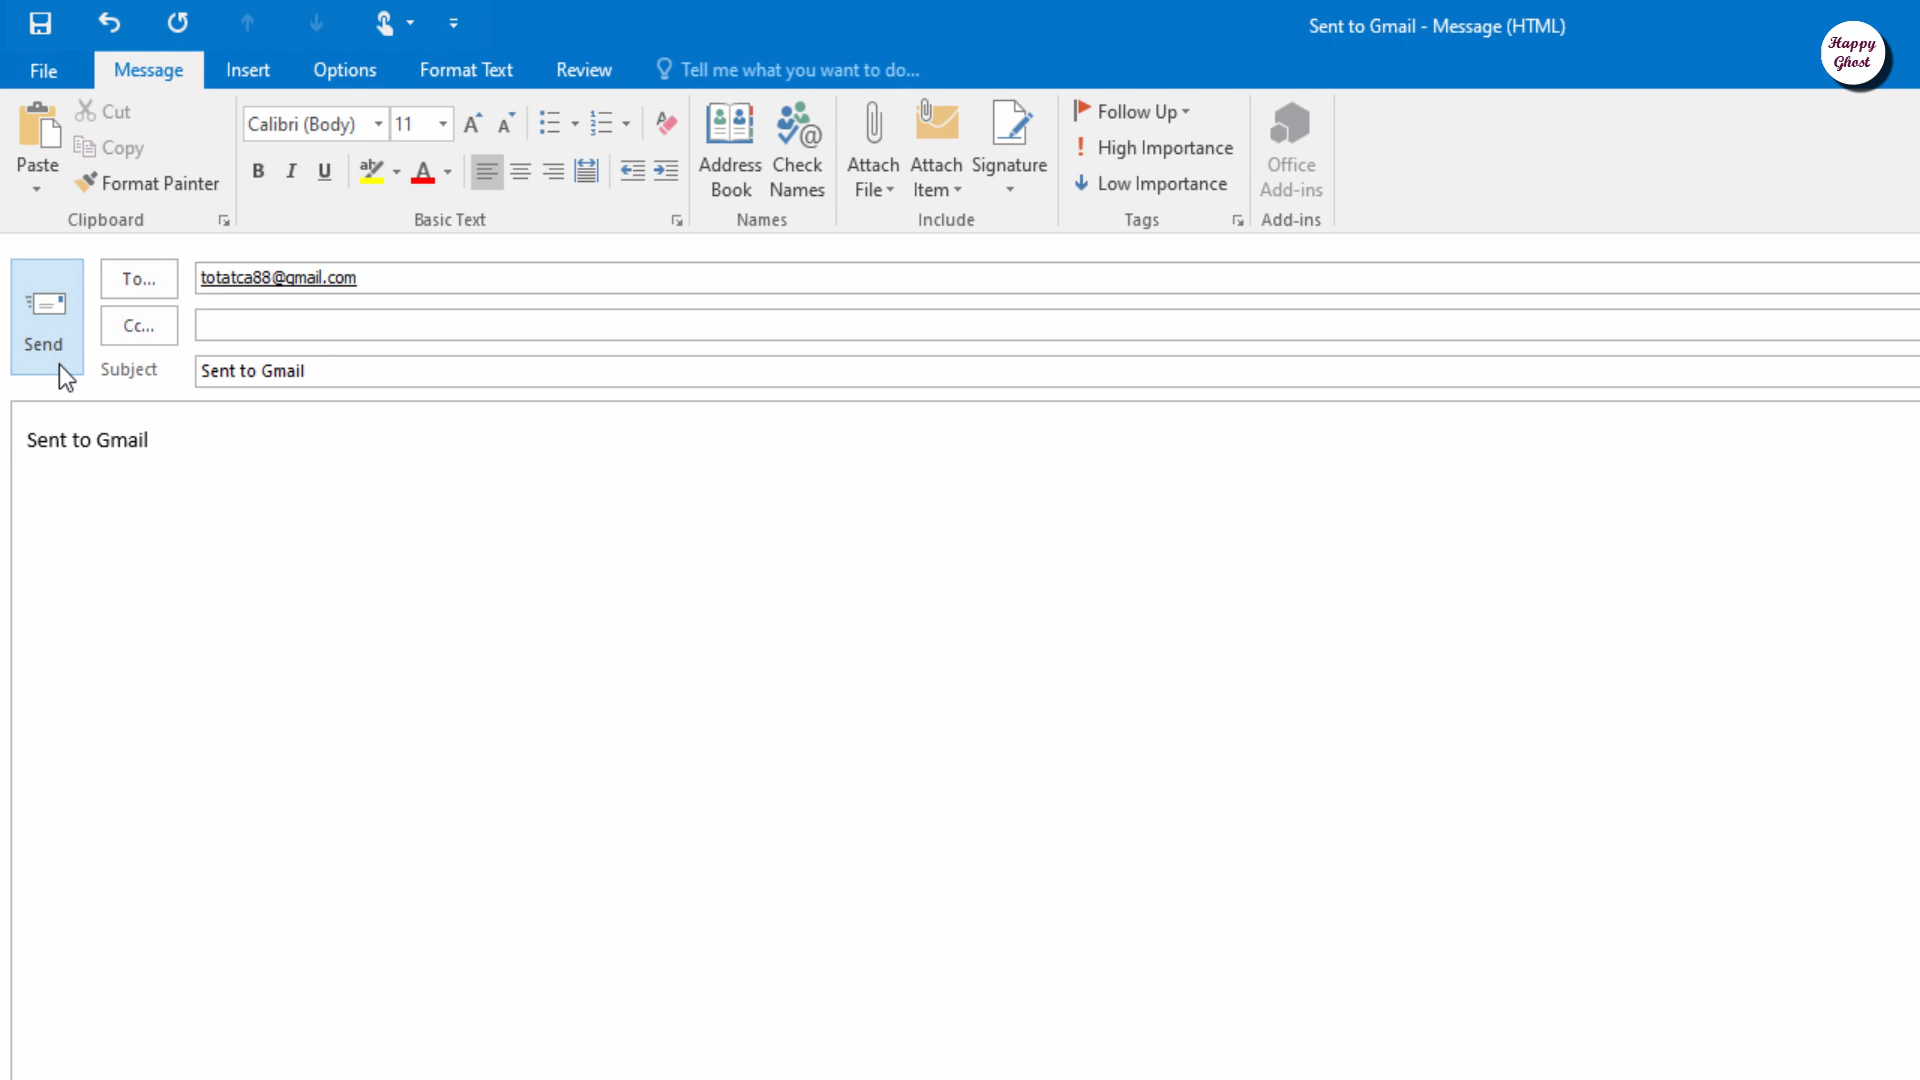 Sent to Gmail - Message (HTML)
Happy
Ghost
File
Message
Insert
Options
Format Text
Review
Tell me what you want to do...
Paste
Cut
Copy
Format Painter
Clipboard
Calibri (Body)
11
B I U
Basic Text
Address
Book
Check
Names
Names
Attach
File
Attach
Item
Signature
Include
Follow Up
High Importance
Low Importance
Tags
Office
Add-ins
Add-ins
Send
To...
totatca88@gmail.com
Cc...
Subject
Sent to Gmail
Sent to Gmail